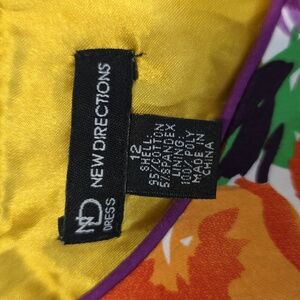 NEW DIRECTIONS
ND
DRESS
12
SHELL:
95%COTTON
5%SPANDEX
LINING:
100%POLY
MADE IN
CHINA